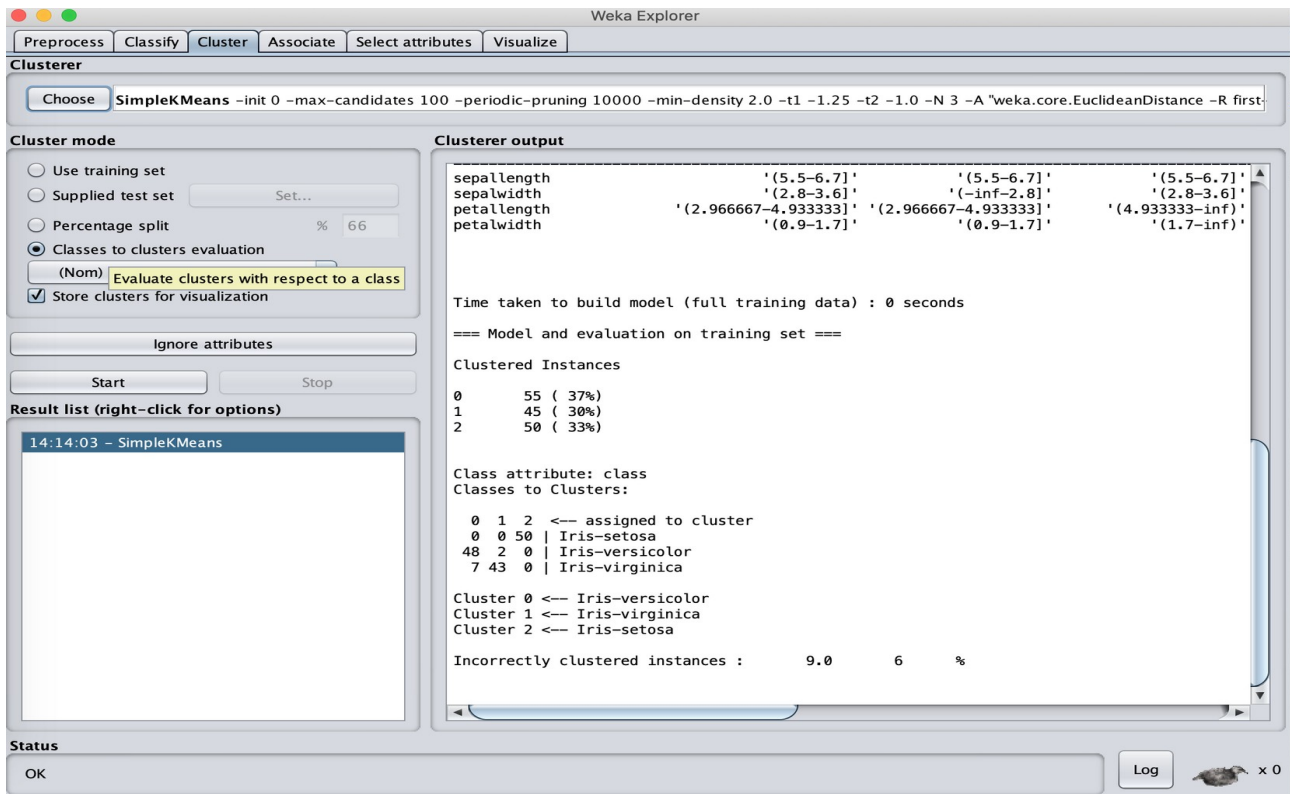 Weka Explorer
Preprocess Classify Cluster Associate Select attributes Visualize
Clusterer
Choose SimpleKMeans -init 0 -max-candidates 100 -periodic-pruning 10000 -min-density 2.0 -t1 -1.25 -t2 -1.0 -N 3 -A "weka.core.EuclideanDistance -R first-
Cluster mode
Use training set
Supplied test set Set...
Percentage split % 66
Classes to clusters evaluation
(Nom)
Evaluate clusters with respect to a class
Store clusters for visualization
Ignore attributes
Start Stop
Result list (right-click for options)
14:14:03 - SimpleKMeans
Clusterer output
sepallength '(5.5-6.7]' '(5.5-6.7]' '(5.5-6.7]'
sepalwidth '(2.8-3.6]' '(-inf-2.8]' '(2.8-3.6]'
petallength '(2.966667-4.933333]' '(2.966667-4.933333]' '(4.933333-inf)'
petalwidth '(0.9-1.7]' '(0.9-1.7]' '(1.7-inf)'
Time taken to build model (full training data) : 0 seconds
=== Model and evaluation on training set ===
Clustered Instances
0 55 ( 37%)
1 45 ( 30%)
2 50 ( 33%)
Class attribute: class
Classes to Clusters:
0 1 2 <-- assigned to cluster
0 0 50 | Iris-setosa
48 2 0 | Iris-versicolor
7 43 0 | Iris-virginica
Cluster 0 <-- Iris-versicolor
Cluster 1 <-- Iris-virginica
Cluster 2 <-- Iris-setosa
Incorrectly clustered instances : 9.0 6 %
Status
OK
Log x 0